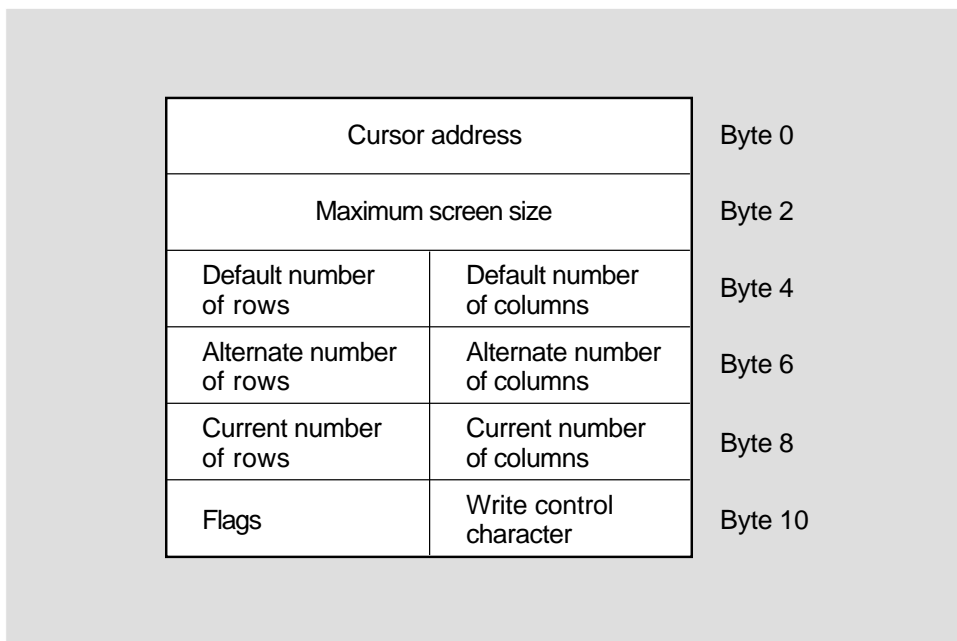 Cursor address
Byte 0
Maximum screen size
Byte 2
Default number
of rows
Default number
of columns
Byte 4
Alternate number
of rows
Alternate number
of columns
Byte 6
Current number
of rows
Current number
of columns
Byte 8
Flags
Write control
character
Byte 10